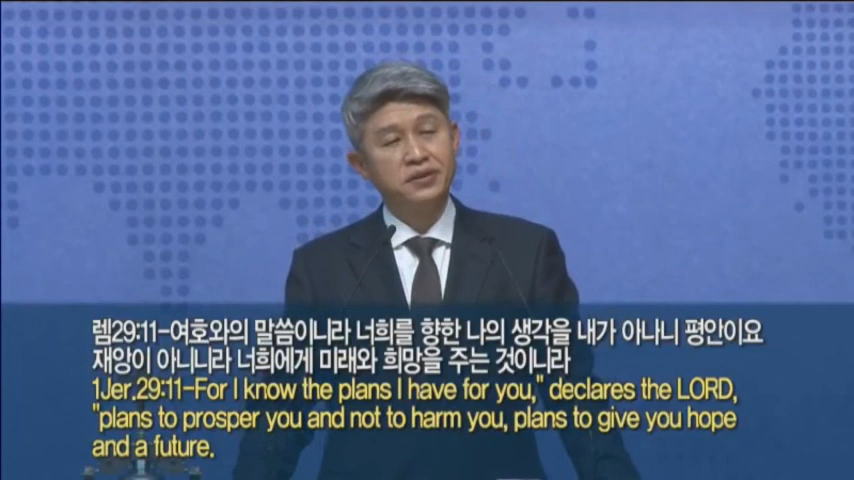 렘29:11-여호와의 말씀이니라 너희를 향한 나의 생각을 내가 아나니 평안이요
재앙이 아니니라 너희에게 미래와 희망을 주는 것이니라
1Jer.29:11-For I know the plans I have for you," declares the LORD,
"plans to prosper you and not to harm you, plans to give you hope
and a future.